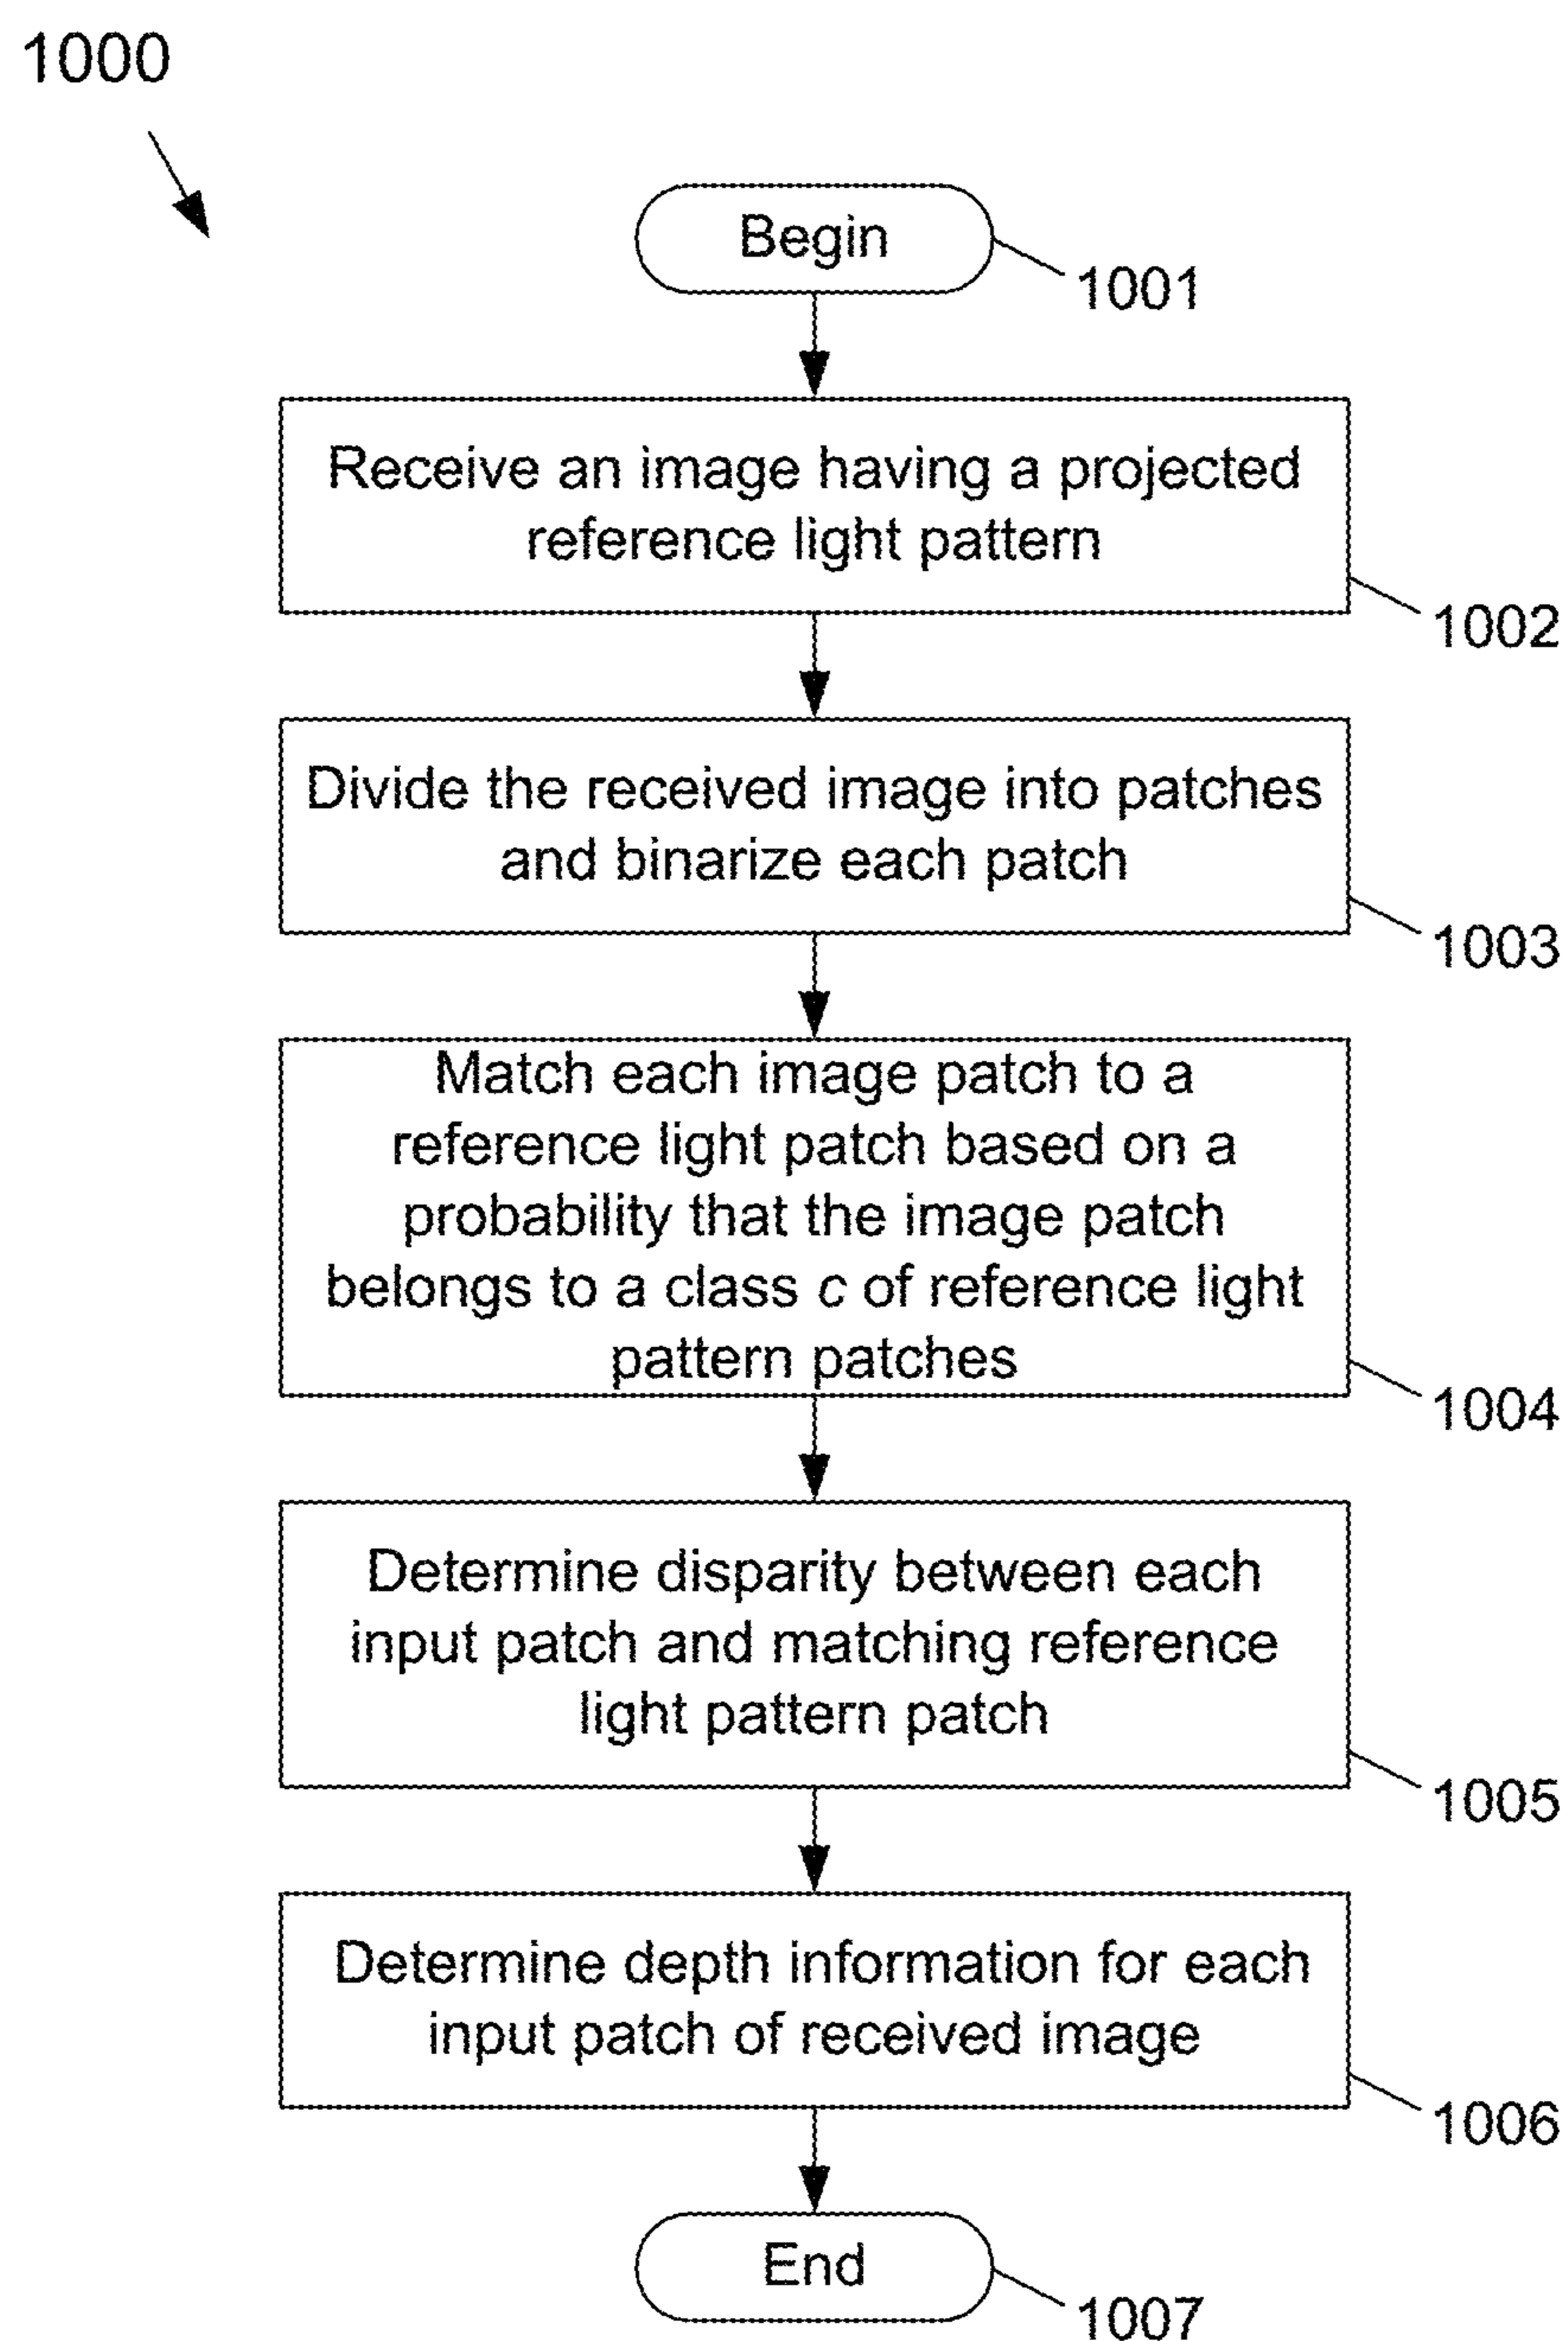 1000
Begin
1001
Receive an image having a projected
reference light pattern
1002
Divide the received image into patches
and binarize each patch
1003
Match each image patch to a
reference light patch based on a
probability that the image patch
belongs to a class c of reference light
pattern patches
1004
Determine disparity between each
input patch and matching reference
light pattern patch
1005
Determine depth information for each
input patch of received image
1006
End
1007